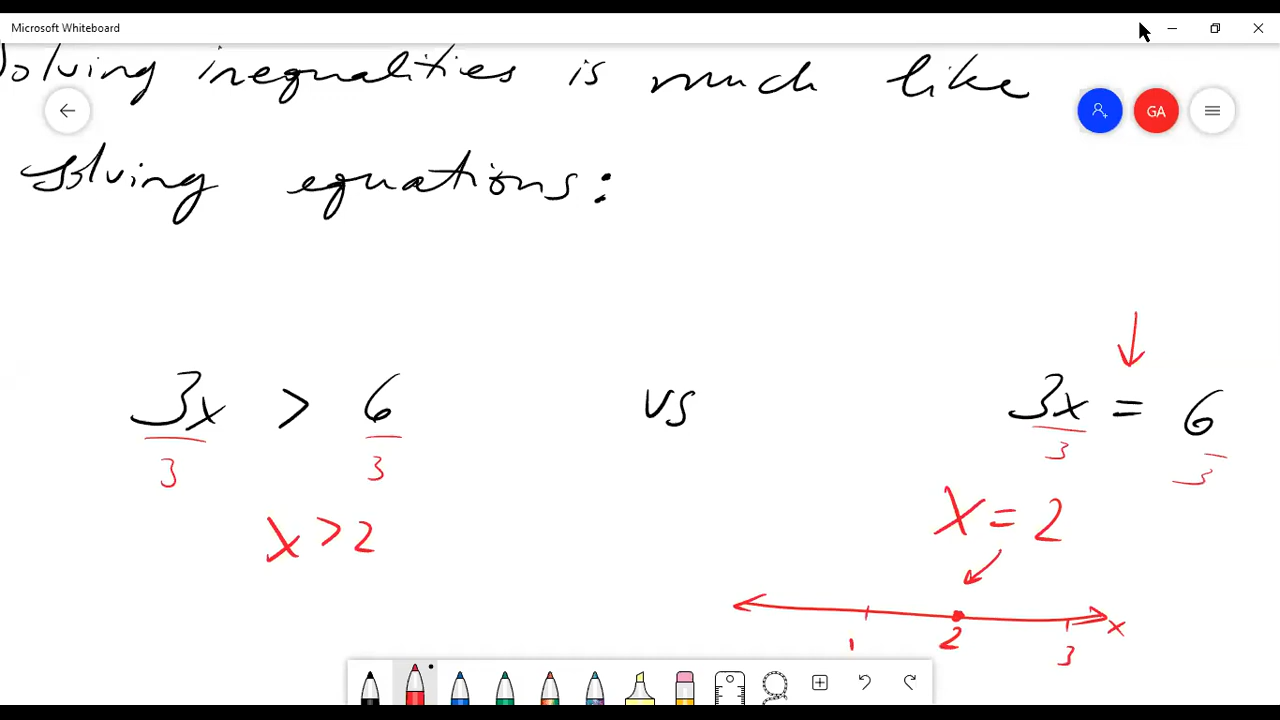 Microsoft Whiteboard
Solving inequalities is much like
GA
solving equations:
3x > 6 vs 3x = 6
3 3 3 3
x > 2 x = 2
1 2 3 x